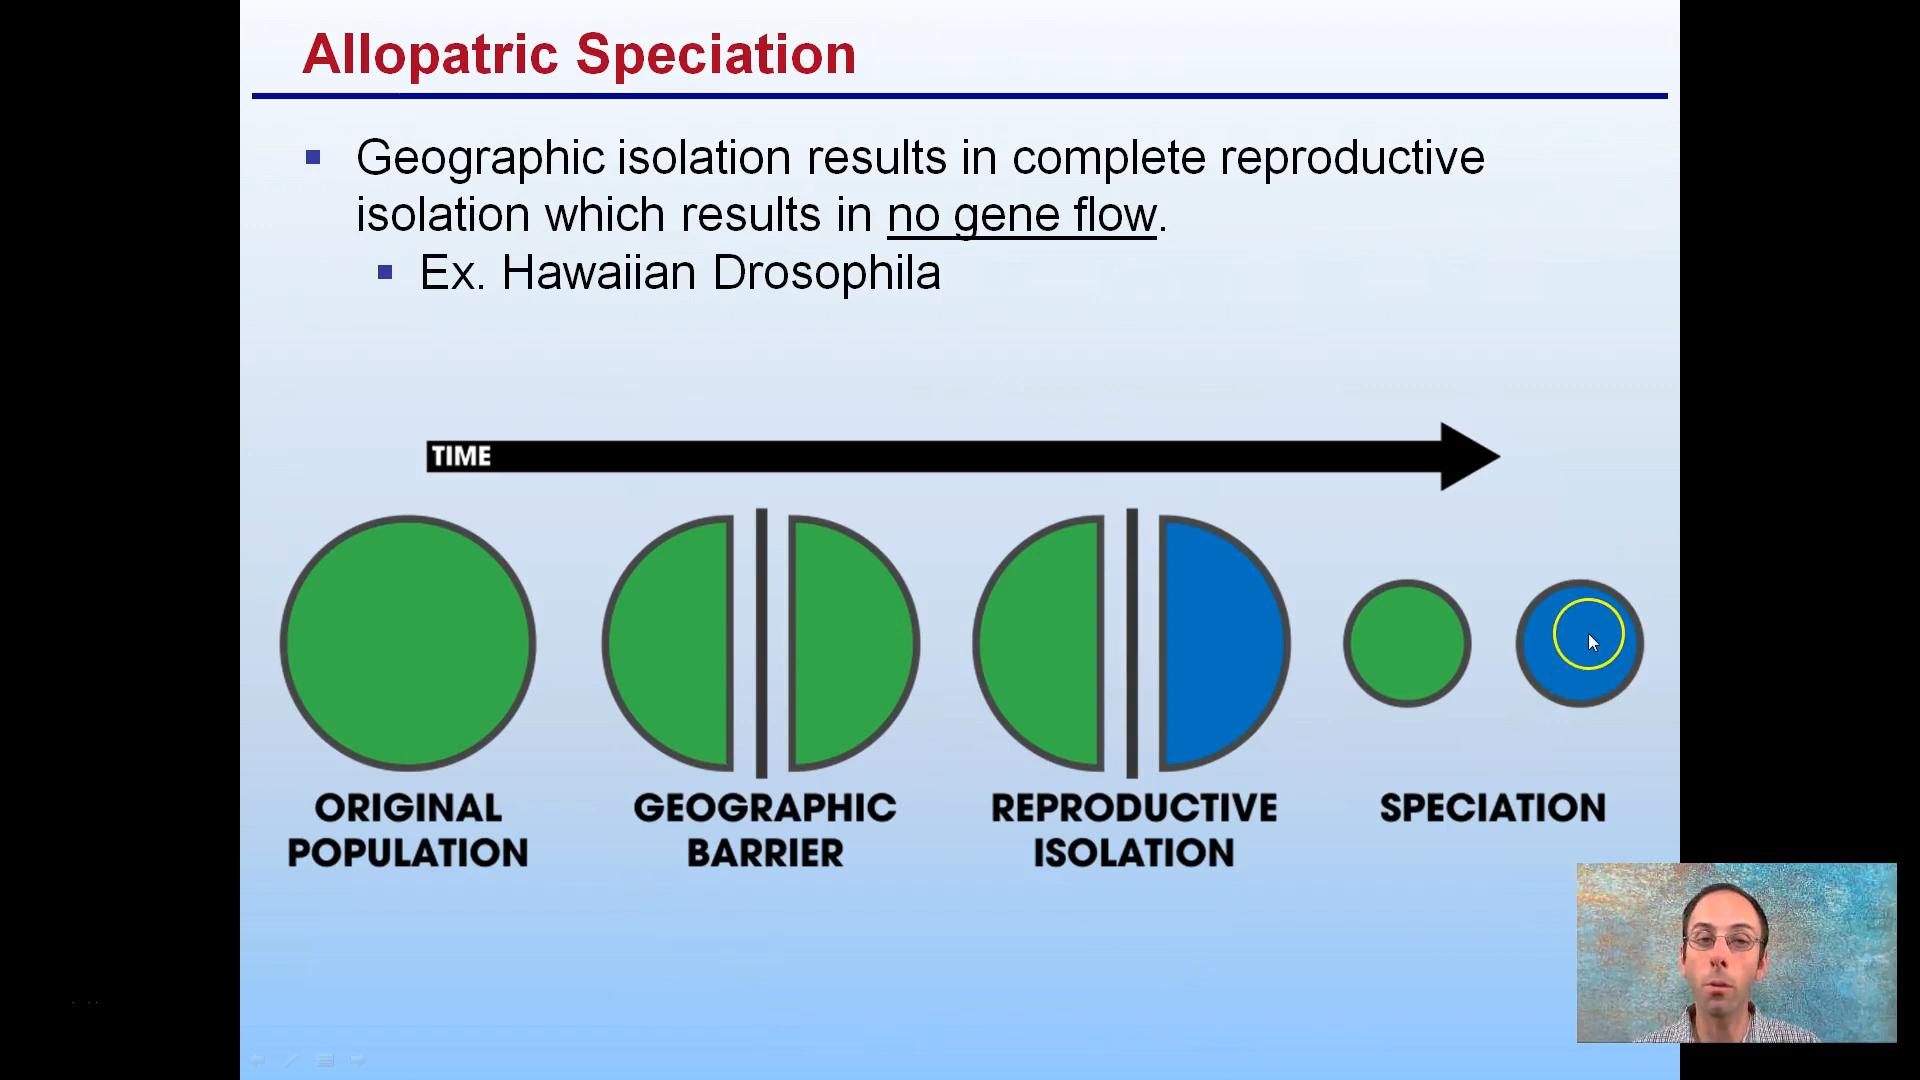 Allopatric Speciation
Geographic isolation results in complete reproductive
isolation which results in no gene flow.
Ex. Hawaiian Drosophila
TIME
ORIGINAL
POPULATION
GEOGRAPHIC
BARRIER
REPRODUCTIVE
ISOLATION
SPECIATION